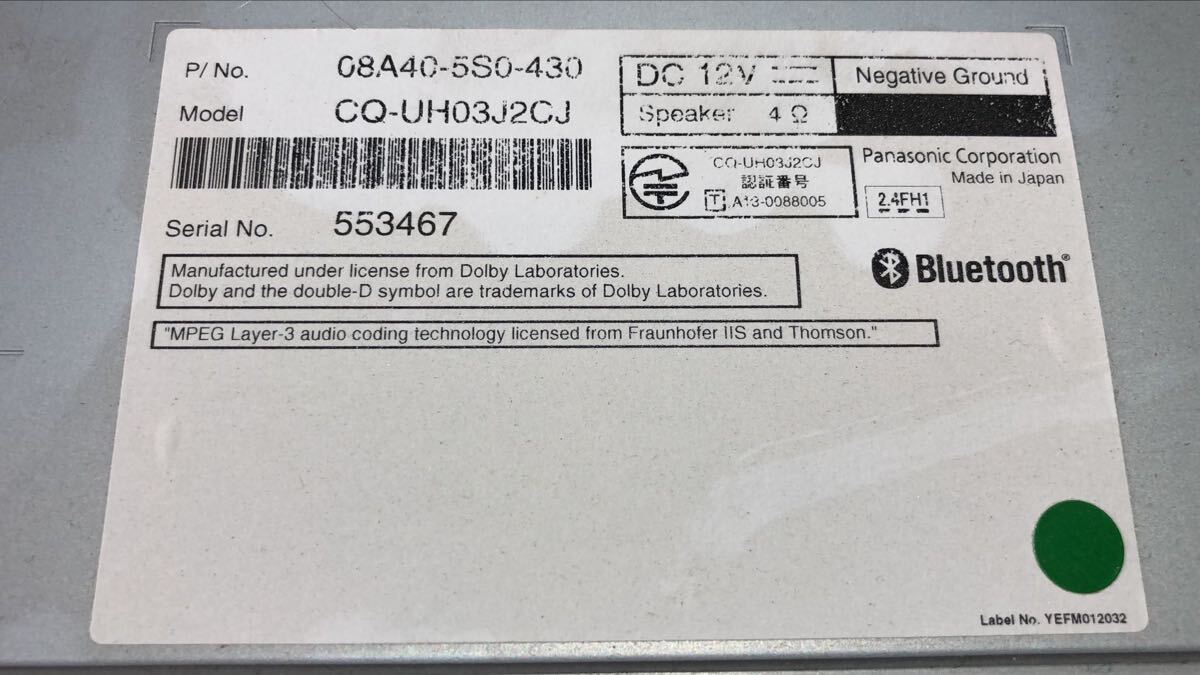 P/No. 08A40-5S0-430
Model CQ-UH03J2CJ
Serial No. 553467
DC 12V
Negative Ground
Speaker 4 Ω
CQ-UH03J2CJ
認証番号
T A13-0088005
Panasonic Corporation
Made in Japan
2.4FH1
Bluetooth®
Manufactured under license from Dolby Laboratories.
Dolby and the double-D symbol are trademarks of Dolby Laboratories.
"MPEG Layer-3 audio coding technology licensed from Fraunhofer IIS and Thomson."
Label No. YEFM012032